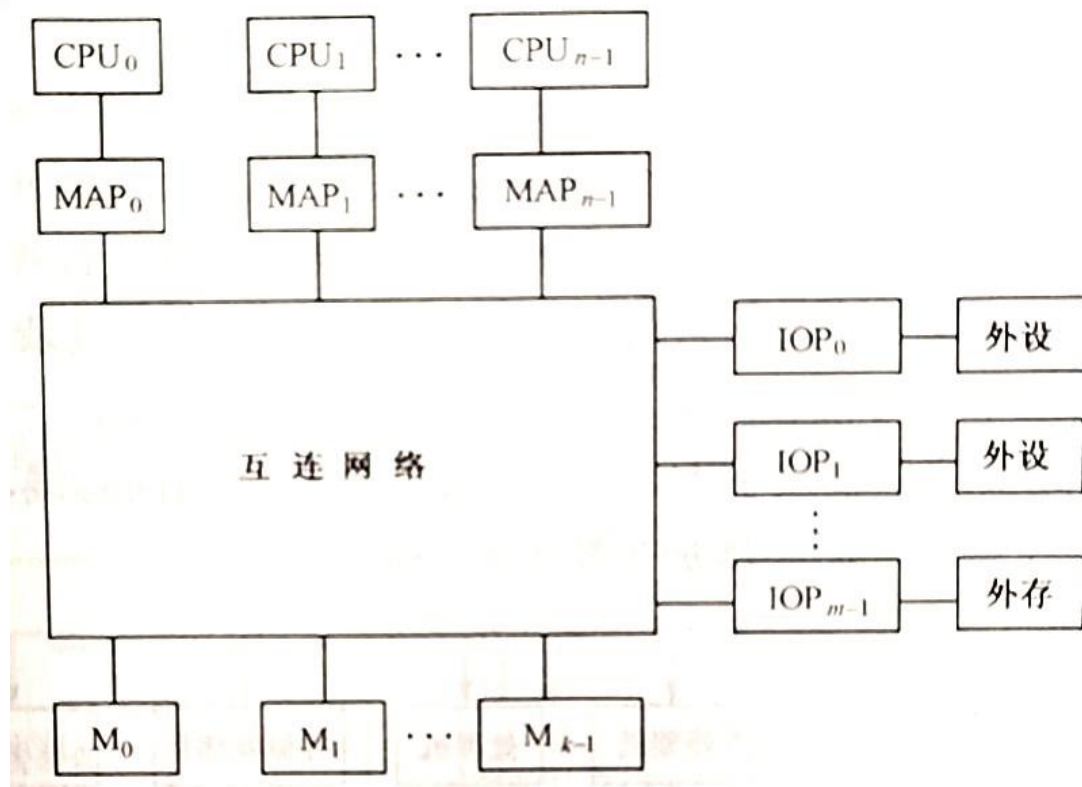 CPU₀ CPU₁ ··· CPUₙ₋₁
MAP₀ MAP₁ ··· MAPₙ₋₁
IOP₀ 外设
互连网络
IOP₁ 外设
IOPₘ₋₁ 外存
M₀ M₁ ··· Mₖ₋₁